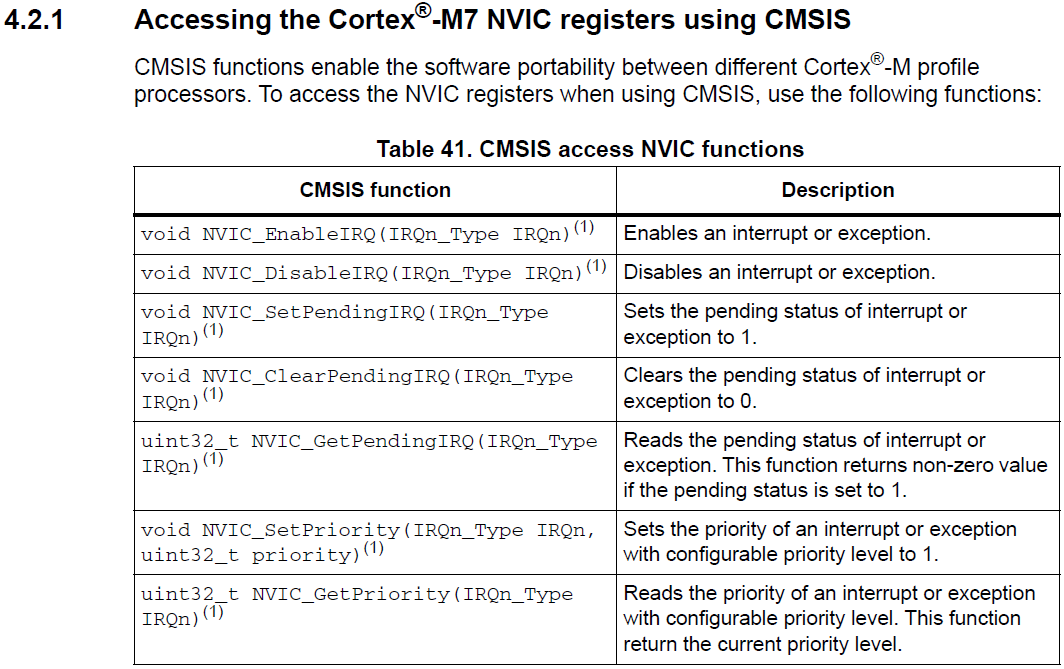 4.2.1 Accessing the Cortex®-M7 NVIC registers using CMSIS
CMSIS functions enable the software portability between different Cortex®-M profile
processors. To access the NVIC registers when using CMSIS, use the following functions:
Table 41. CMSIS access NVIC functions
CMSIS function Description
void NVIC_EnableIRQ(IRQn_Type IRQn)(1) Enables an interrupt or exception.
void NVIC_DisableIRQ(IRQn_Type IRQn)(1) Disables an interrupt or exception.
void NVIC_SetPendingIRQ(IRQn_Type
IRQn)(1)
Sets the pending status of interrupt or
exception to 1.
void NVIC_ClearPendingIRQ(IRQn_Type
IRQn)(1)
Clears the pending status of interrupt or
exception to 0.
uint32_t NVIC_GetPendingIRQ(IRQn_Type
IRQn)(1)
Reads the pending status of interrupt or
exception. This function returns non-zero value
if the pending status is set to 1.
void NVIC_SetPriority(IRQn_Type IRQn,
uint32_t priority)(1)
Sets the priority of an interrupt or exception
with configurable priority level to 1.
uint32_t NVIC_GetPriority(IRQn_Type
IRQn)(1)
Reads the priority of an interrupt or exception
with configurable priority level. This function
return the current priority level.